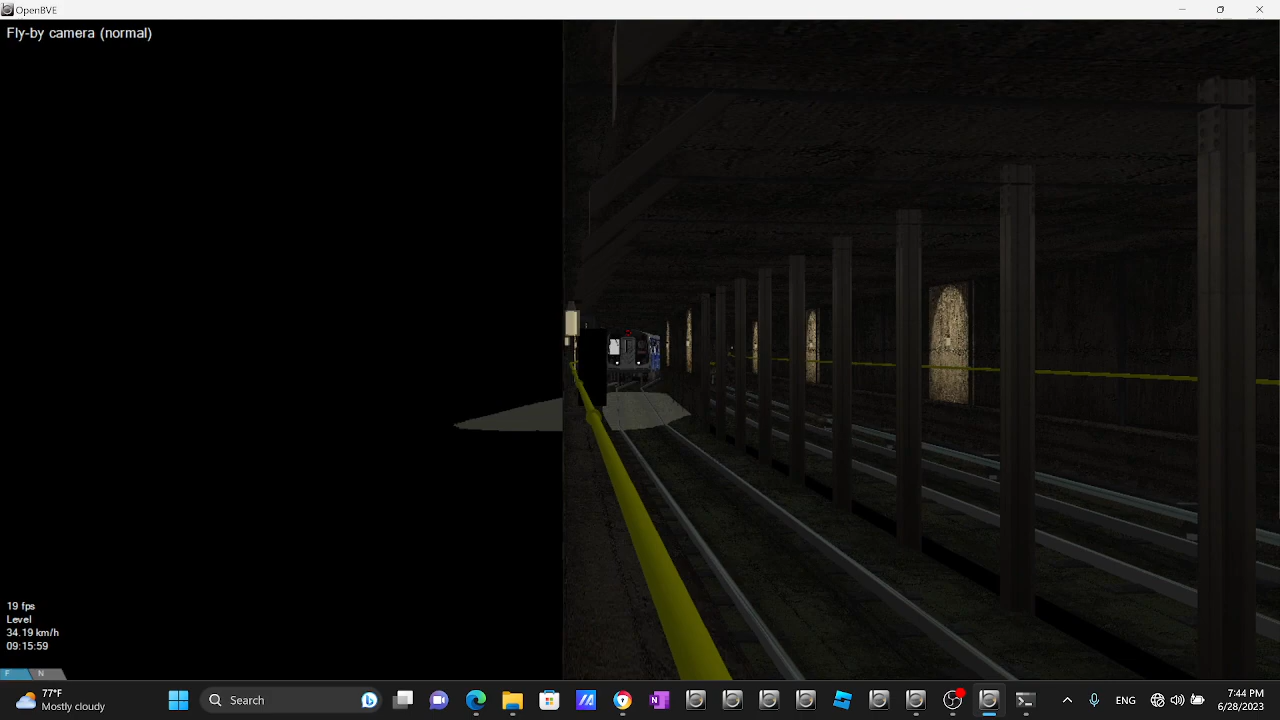 OpenBVE
Fly-by camera (normal)
19 fps
Level
34.19 km/h
09:15:59
F N
77°F
Mostly cloudy
Search
N
ENG
7:44 PM
6/28/2023